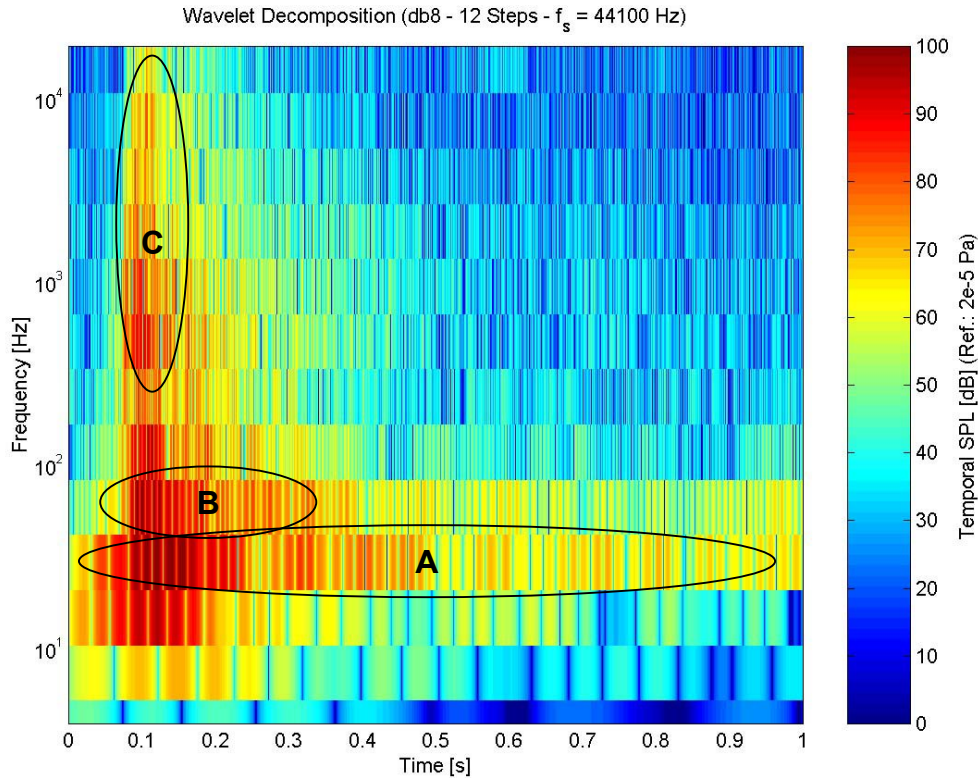 Wavelet Decomposition (db8 - 12 Steps - f_s = 44100 Hz)
10^4
10^3
10^2
10^1
Frequency [Hz]
C
B
A
0 0.1 0.2 0.3 0.4 0.5 0.6 0.7 0.8 0.9 1
Time [s]
100
90
80
70
60
50
40
30
20
10
0
Temporal SPL [dB] (Ref.: 2e-5 Pa)